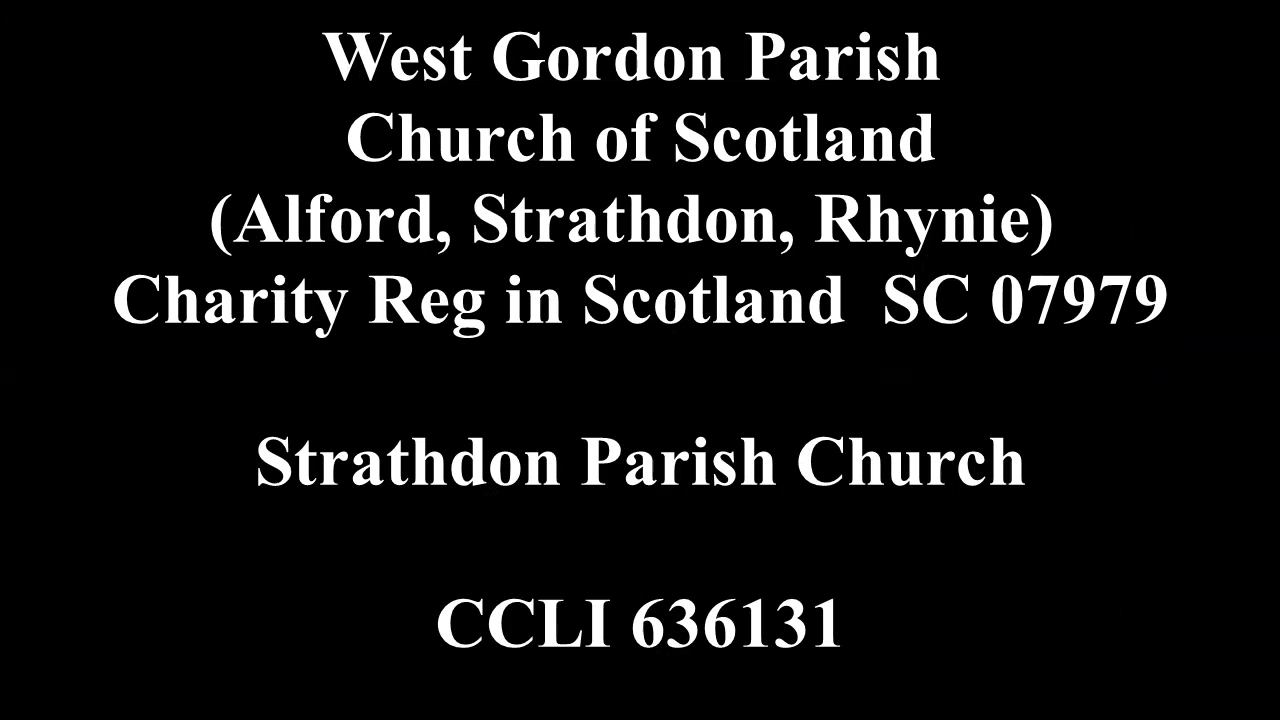 West Gordon Parish
Church of Scotland
(Alford, Strathdon, Rhynie)
Charity Reg in Scotland  SC 07979
Strathdon Parish Church
CCLI 636131